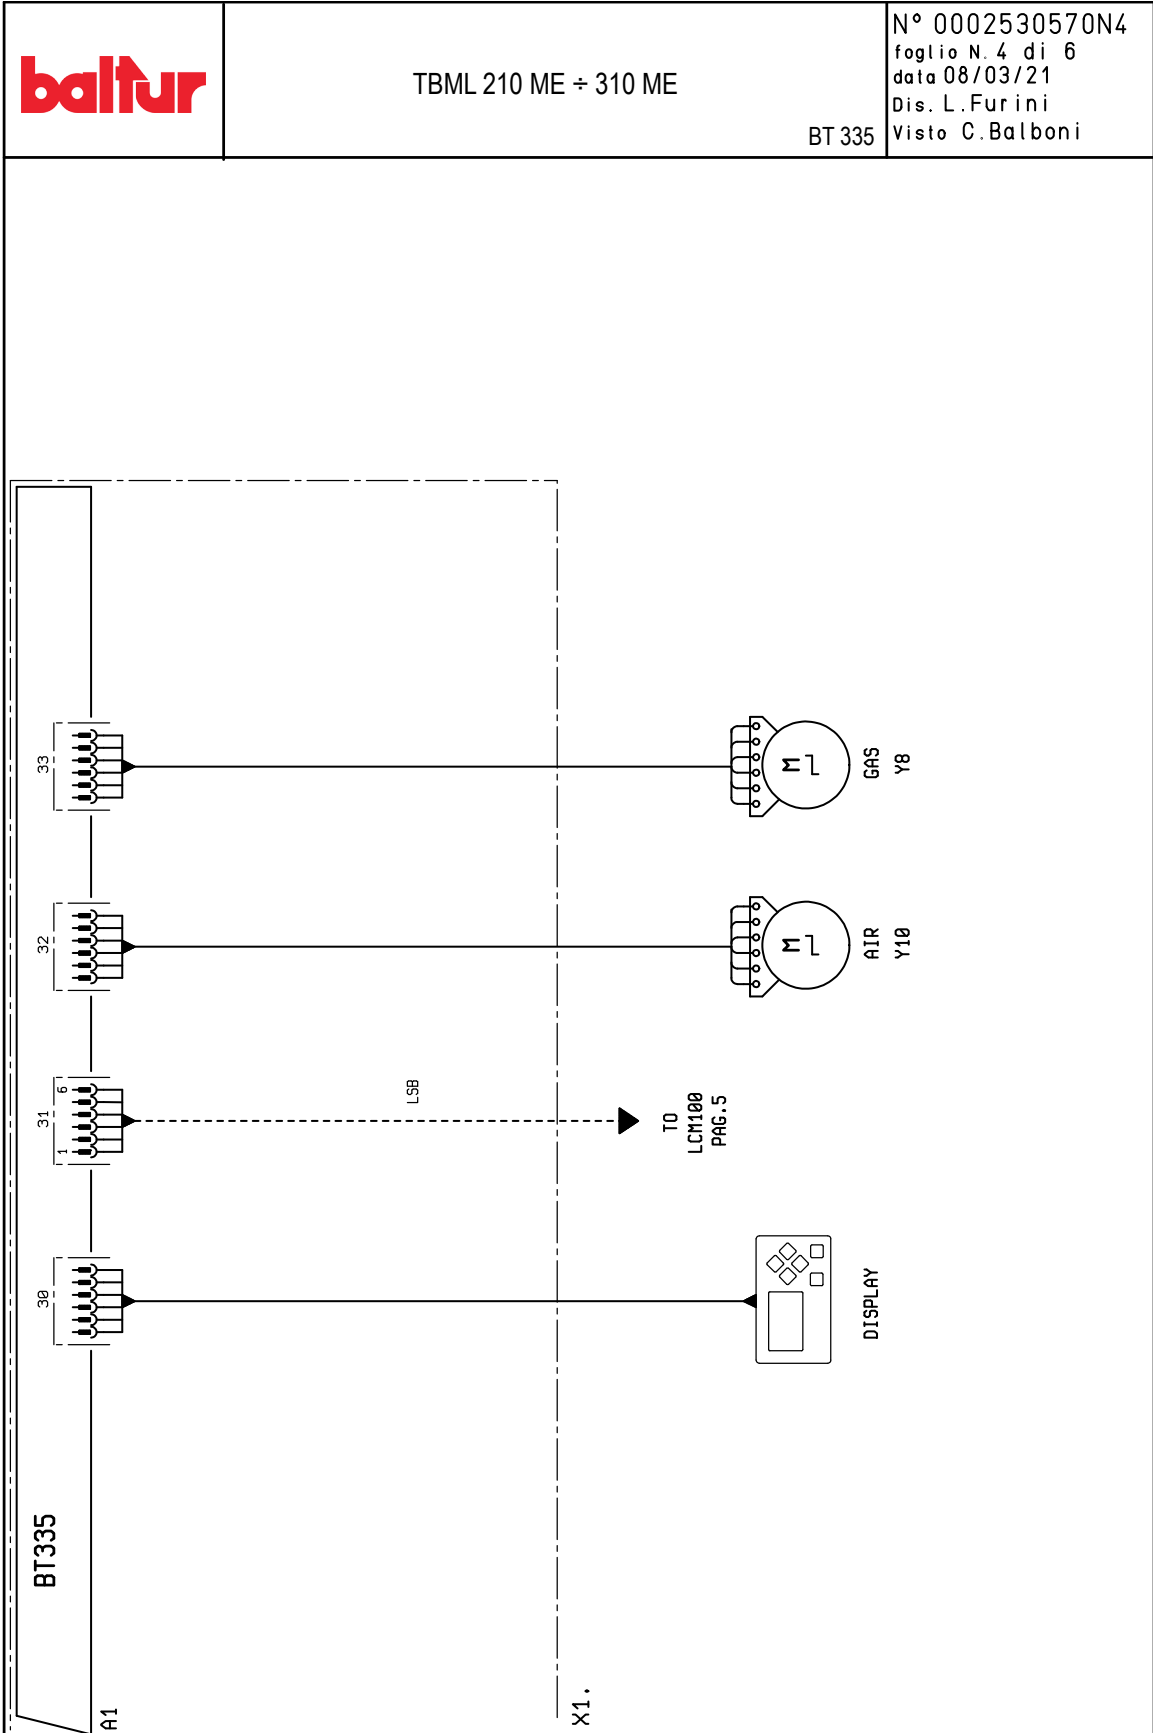 baltur
TBML 210 ME ÷ 310 ME
BT 335
N° 0002530570N4
foglio N. 4 di 6
data 08/03/21
Dis. L.Furini
Visto C.Balboni
33
M
GAS
Y8
32
M
AIR
Y10
31
6
1
LSB
TO
LCM100
PAG.5
30
DISPLAY
BT335
A1
X1.